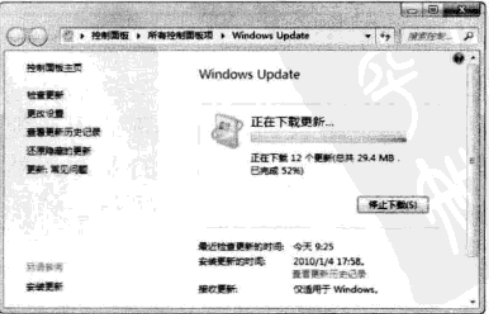 控制面板 ▸ 所有控制面板项 ▸ Windows Update
搜索控制...
控制面板主页
Windows Update
检查更新
更改设置
查看更新历史记录
还原隐藏的更新
更新: 常见问题
正在下载更新...
正在下载 12 个更新(总共 29.4 MB，
已完成 52%)
停止下载(S)
最近检查更新的时间: 今天 9:25
安装更新的时间: 2010/1/4 17:58。
查看更新历史记录
接收更新: 仅适用于 Windows。
另请参阅
安装更新